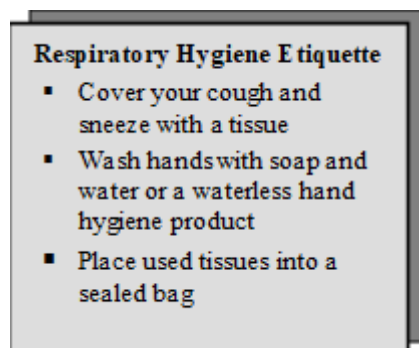 Respiratory Hygiene Etiquette
▪ Cover your cough and
sneeze with a tissue
▪ Wash hands with soap and
water or a waterless hand
hygiene product
▪ Place used tissues into a
sealed bag